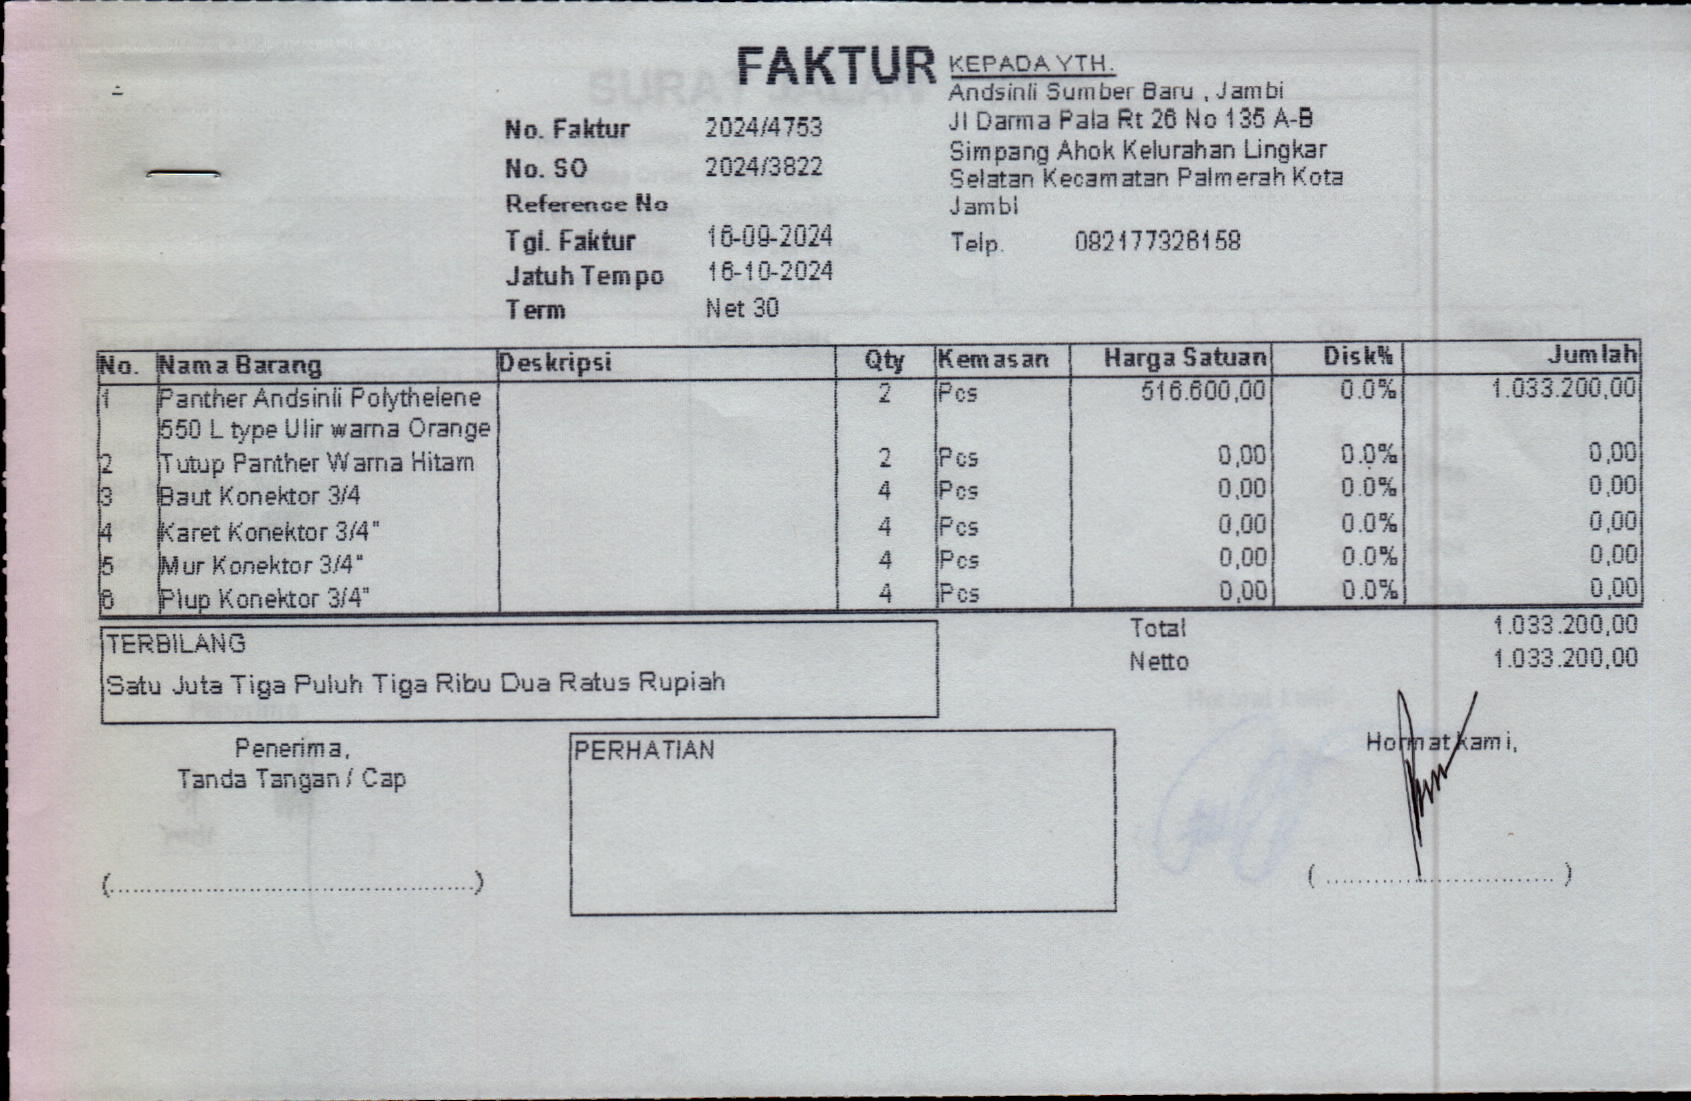 FAKTUR
KEPADA YTH.
Andsinli Sumber Baru , Jambi
Jl Darma Pala Rt 26 No 135 A-B
Simpang Ahok Kelurahan Lingkar
Selatan Kecamatan Palmerah Kota
Jambi
Telp. 082177328158
No. Faktur 2024/4753
No. SO 2024/3822
Reference No
Tgl. Faktur 16-09-2024
Jatuh Tempo 16-10-2024
Term Net 30
No. Nama Barang Deskripsi Qty Kemasan Harga Satuan Disk% Jumlah
1 Panther Andsinli Polythelene 2 Pcs 516.600,00 0.0% 1.033.200,00
550 L type Ulir warna Orange
2 Tutup Panther Warna Hitam 2 Pcs 0,00 0.0% 0,00
3 Baut Konektor 3/4 4 Pcs 0,00 0.0% 0,00
4 Karet Konektor 3/4" 4 Pcs 0,00 0.0% 0,00
5 Mur Konektor 3/4" 4 Pcs 0,00 0.0% 0,00
6 Plup Konektor 3/4" 4 Pcs 0,00 0.0% 0,00
Total 1.033.200,00
Netto 1.033.200,00
TERBILANG
Satu Juta Tiga Puluh Tiga Ribu Dua Ratus Rupiah
Penerima,
Tanda Tangan / Cap
(..............................................)
PERHATIAN
Hormat kami,
( ............................. )
SURAT JALAN